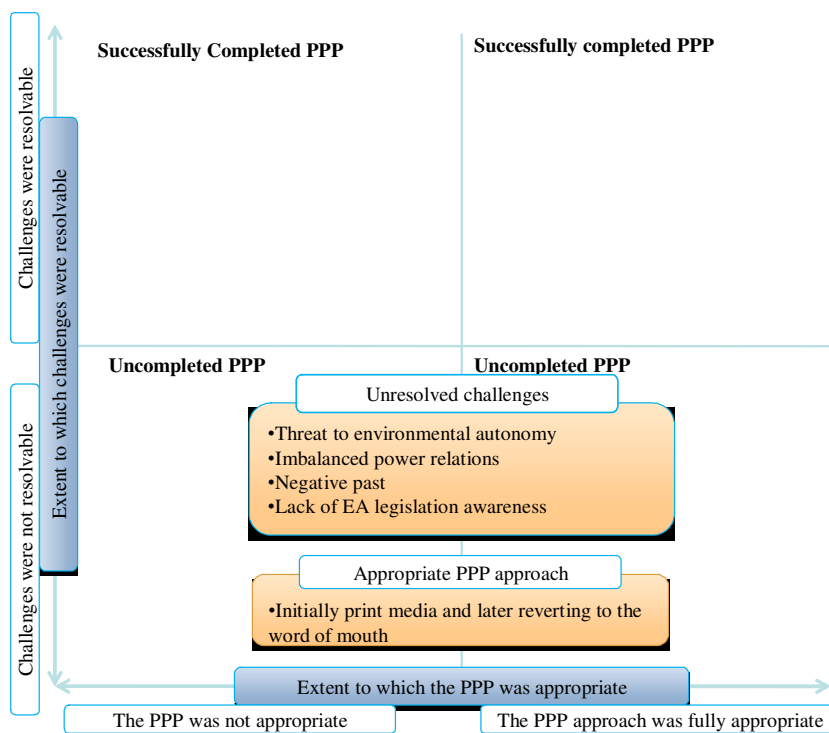 Successfully Completed PPP
Successfully completed PPP
Challenges were resolvable
Extent to which challenges were resolvable
Challenges were not resolvable
Uncompleted PPP
Uncompleted PPP
Unresolved challenges
•Threat to environmental autonomy
•Imbalanced power relations
•Negative past
•Lack of EA legislation awareness
Appropriate PPP approach
•Initially print media and later reverting to the
word of mouth
Extent to which the PPP was appropriate
The PPP was not appropriate
The PPP approach was fully appropriate